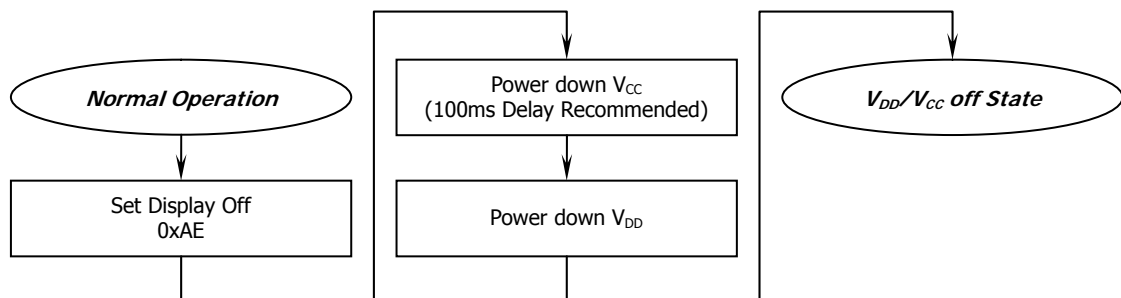 Normal Operation
Set Display Off
0xAE
Power down VCC
(100ms Delay Recommended)
Power down VDD
VDD/VCC off State